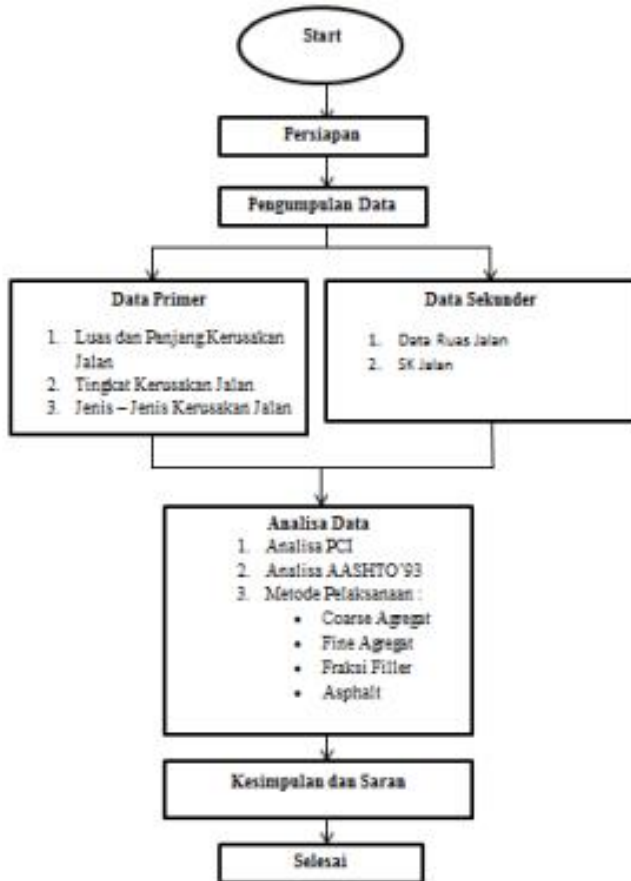 Start
Persiapan
Pengumpulan Data
Data Primer
1. Luas dan Panjang Kerusakan
Jalan
2. Tingkat Kerusakan Jalan
3. Jenis – Jenis Kerusakan Jalan
Data Sekunder
1. Data Ruas Jalan
2. SK Jalan
Analisa Data
1. Analisa PCI
2. Analisa AASHTO'93
3. Metode Pelaksanaan :
• Coarse Agregat
• Fine Agregat
• Fraksi Filler
• Asphalt
Kesimpulan dan Saran
Selesai